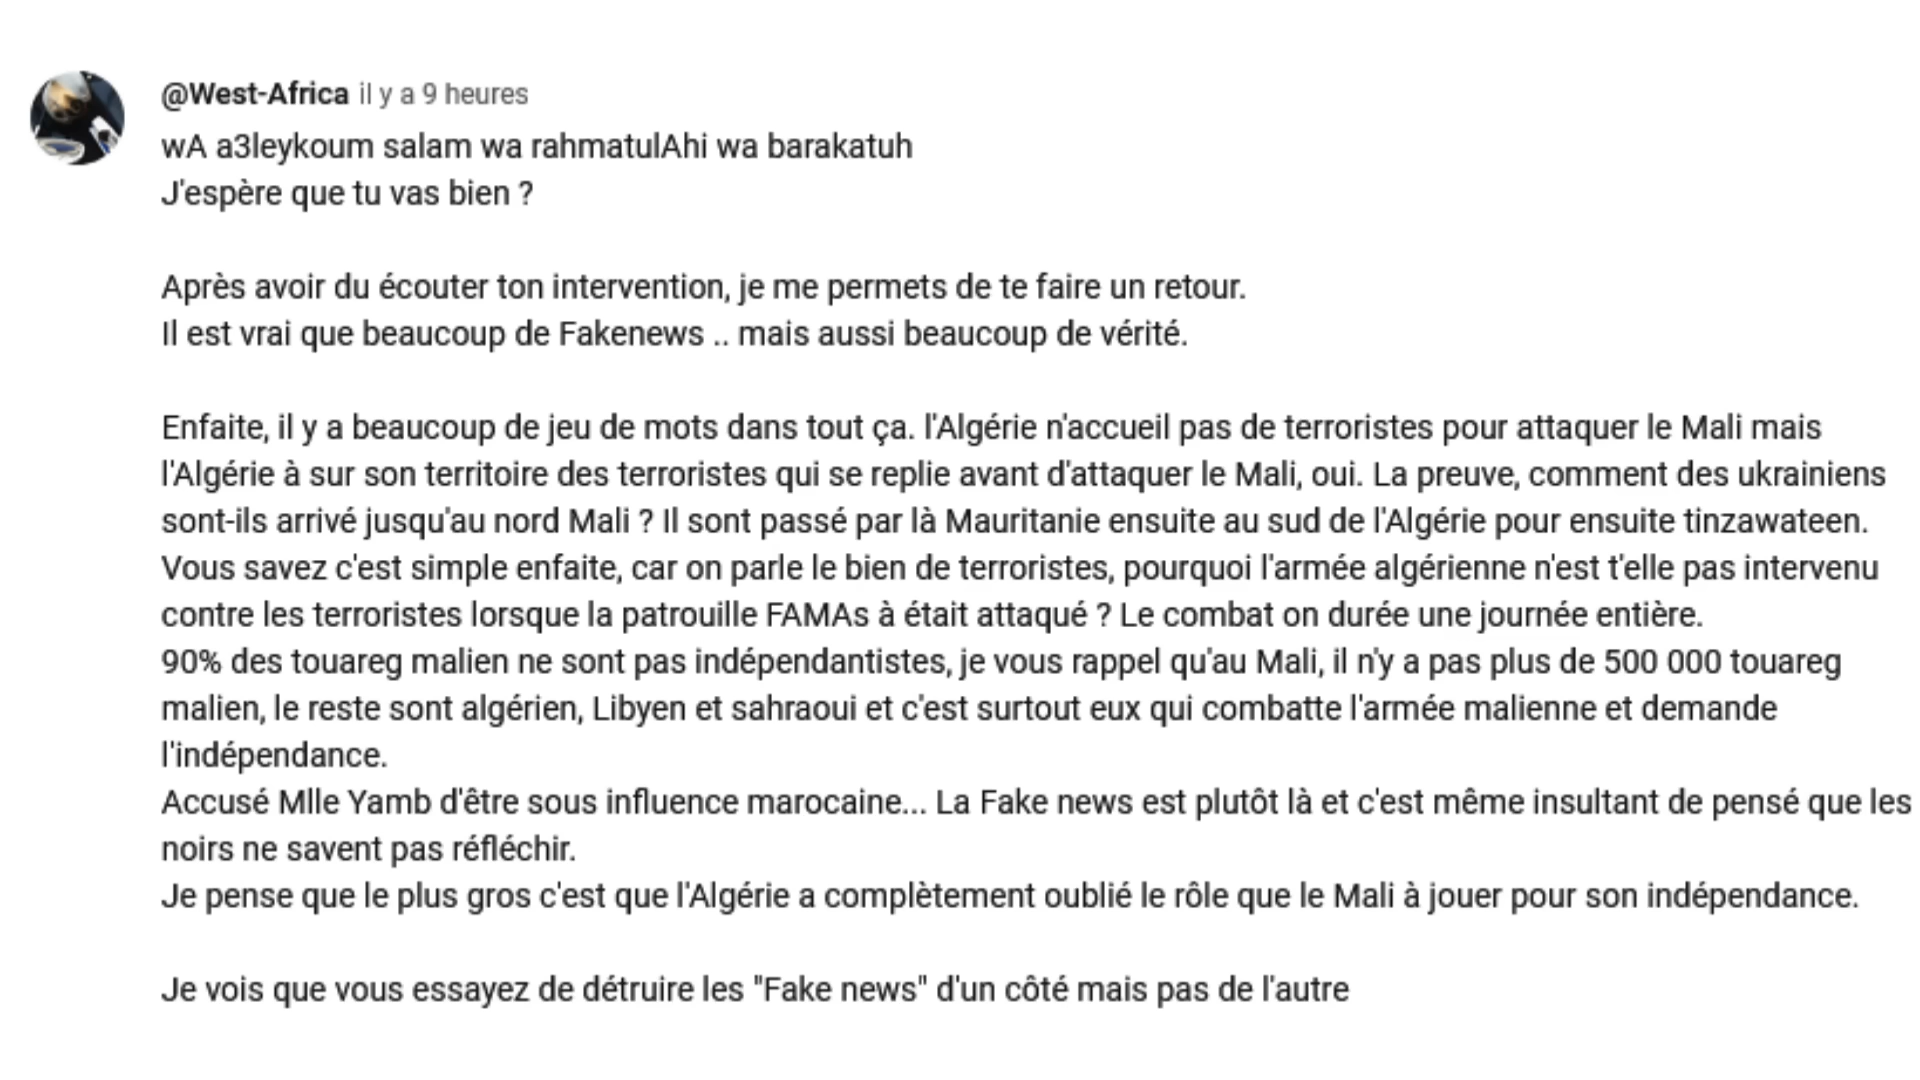 @West-Africa il y a 9 heures
wA a3leykoum salam wa rahmatulAhi wa barakatuh
J'espère que tu vas bien ?
Après avoir du écouter ton intervention, je me permets de te faire un retour.
Il est vrai que beaucoup de Fakenews .. mais aussi beaucoup de vérité.
Enfaite, il y a beaucoup de jeu de mots dans tout ça. l'Algérie n'accueil pas de terroristes pour attaquer le Mali mais
l'Algérie à sur son territoire des terroristes qui se replie avant d'attaquer le Mali, oui. La preuve, comment des ukrainiens
sont-ils arrivé jusqu'au nord Mali ? Il sont passé par là Mauritanie ensuite au sud de l'Algérie pour ensuite tinzawateen.
Vous savez c'est simple enfaite, car on parle le bien de terroristes, pourquoi l'armée algérienne n'est t'elle pas intervenu
contre les terroristes lorsque la patrouille FAMAs à était attaqué ? Le combat on durée une journée entière.
90% des touareg malien ne sont pas indépendantistes, je vous rappel qu'au Mali, il n'y a pas plus de 500 000 touareg
malien, le reste sont algérien, Libyen et sahraoui et c'est surtout eux qui combatte l'armée malienne et demande
l'indépendance.
Accusé Mlle Yamb d'être sous influence marocaine... La Fake news est plutôt là et c'est même insultant de pensé que les
noirs ne savent pas réfléchir.
Je pense que le plus gros c'est que l'Algérie a complètement oublié le rôle que le Mali à jouer pour son indépendance.
Je vois que vous essayez de détruire les "Fake news" d'un côté mais pas de l'autre